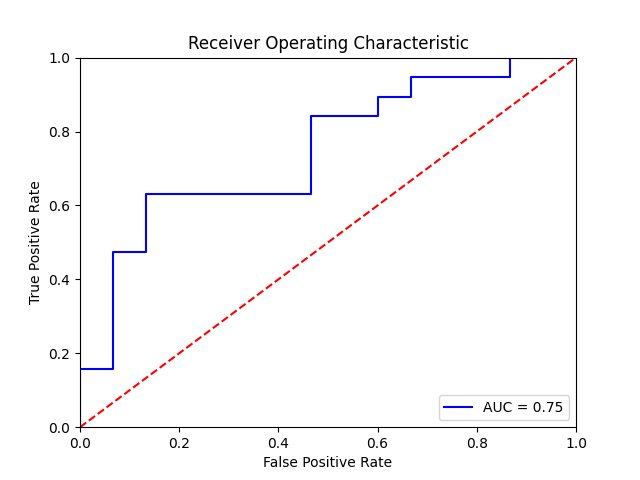 Receiver Operating Characteristic
1.0
0.8
0.6
0.4
0.2
0.0
True Positive Rate
AUC = 0.75
0.0 0.2 0.4 0.6 0.8 1.0
False Positive Rate